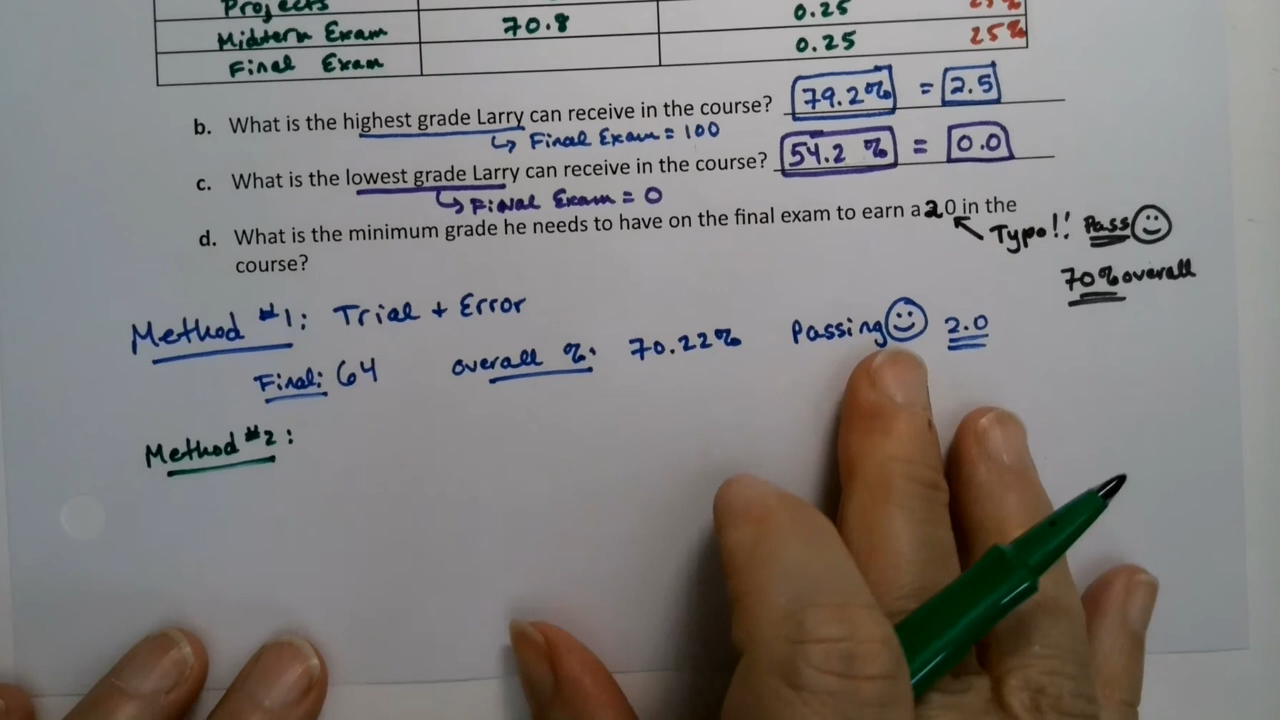 Projects 0.25 25%
Midterm Exam 70.8 0.25 25%
Final Exam
b. What is the highest grade Larry can receive in the course? 79.2% = 2.5
↳ Final Exam = 100
c. What is the lowest grade Larry can receive in the course? 54.2 % = 0.0
↳ Final Exam = 0
d. What is the minimum grade he needs to have on the final exam to earn a 2.0 in the
course?
Typo!! Pass
70% overall
Method #1: Trial + Error
Final: 64 overall %: 70.22% Passing 2.0
Method #2: